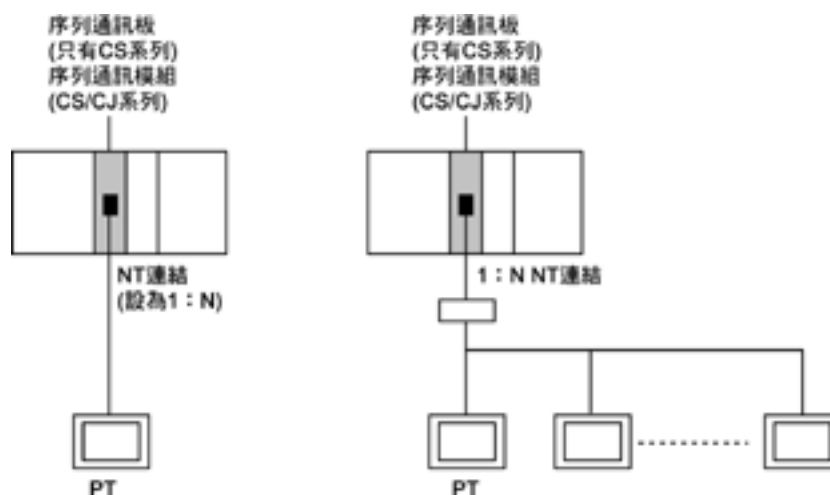 序列通訊板
(只有CS系列)
序列通訊模組
(CS/CJ系列)
NT連結
(設為1：N)
PT
序列通訊板
(只有CS系列)
序列通訊模組
(CS/CJ系列)
1：N NT連結
PT